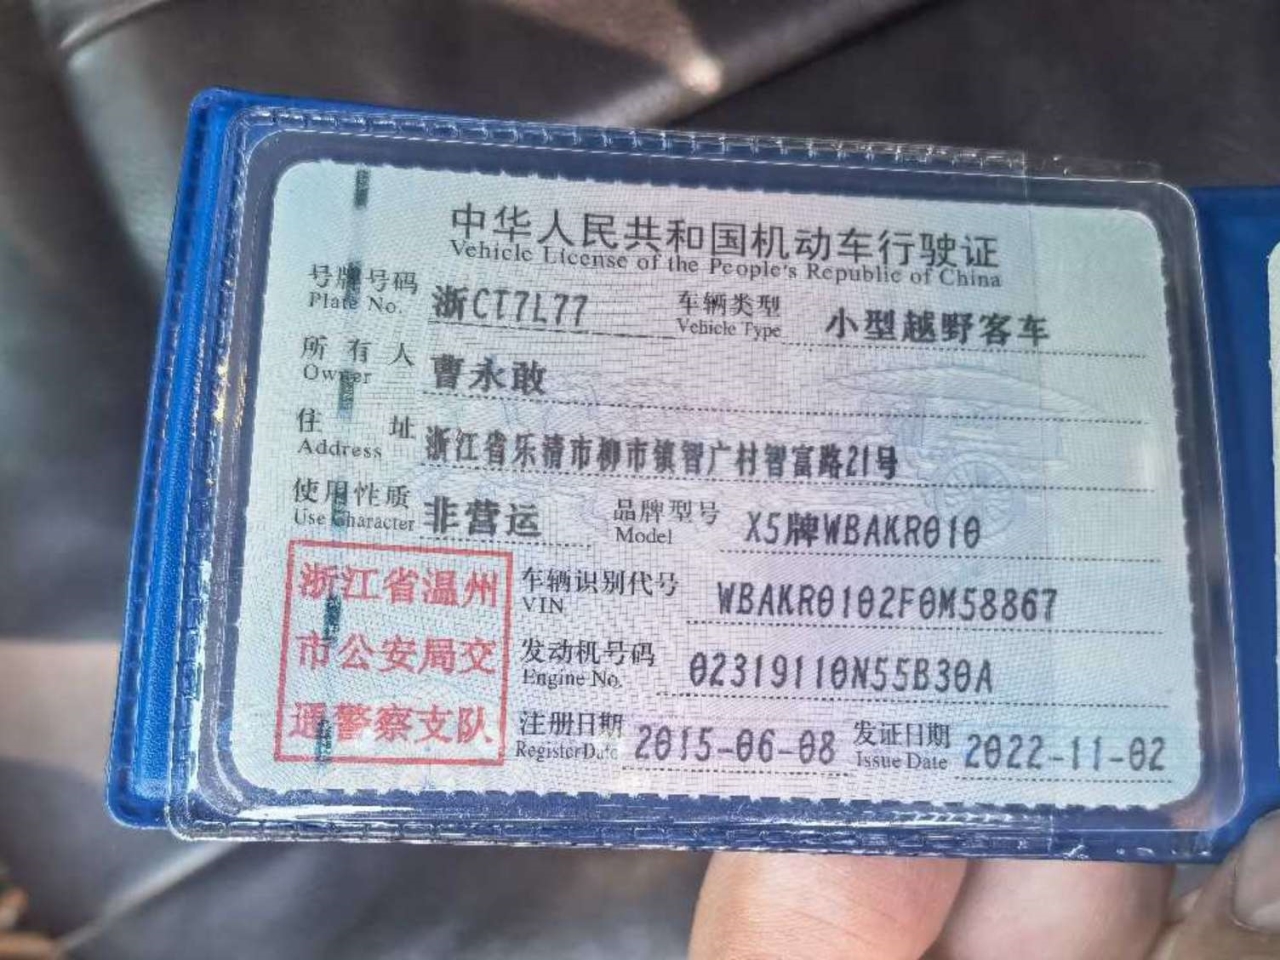 中华人民共和国机动车行驶证
Vehicle License of the People's Republic of China
号牌号码 浙CT7L77 车辆类型 小型越野客车
Plate No. Vehicle Type
所有人 曹永敢
Owner
住址 浙江省乐清市柳市镇智广村智富路21号
Address
使用性质 非营运 品牌型号 X5牌WBAKR010
Use Character Model
浙江省温州
市公安局交
通警察支队
车辆识别代号 WBAKR0102F0M58867
VIN
发动机号码 02319110N55B30A
Engine No.
注册日期 2015-06-08 发证日期 2022-11-02
Register Date Issue Date